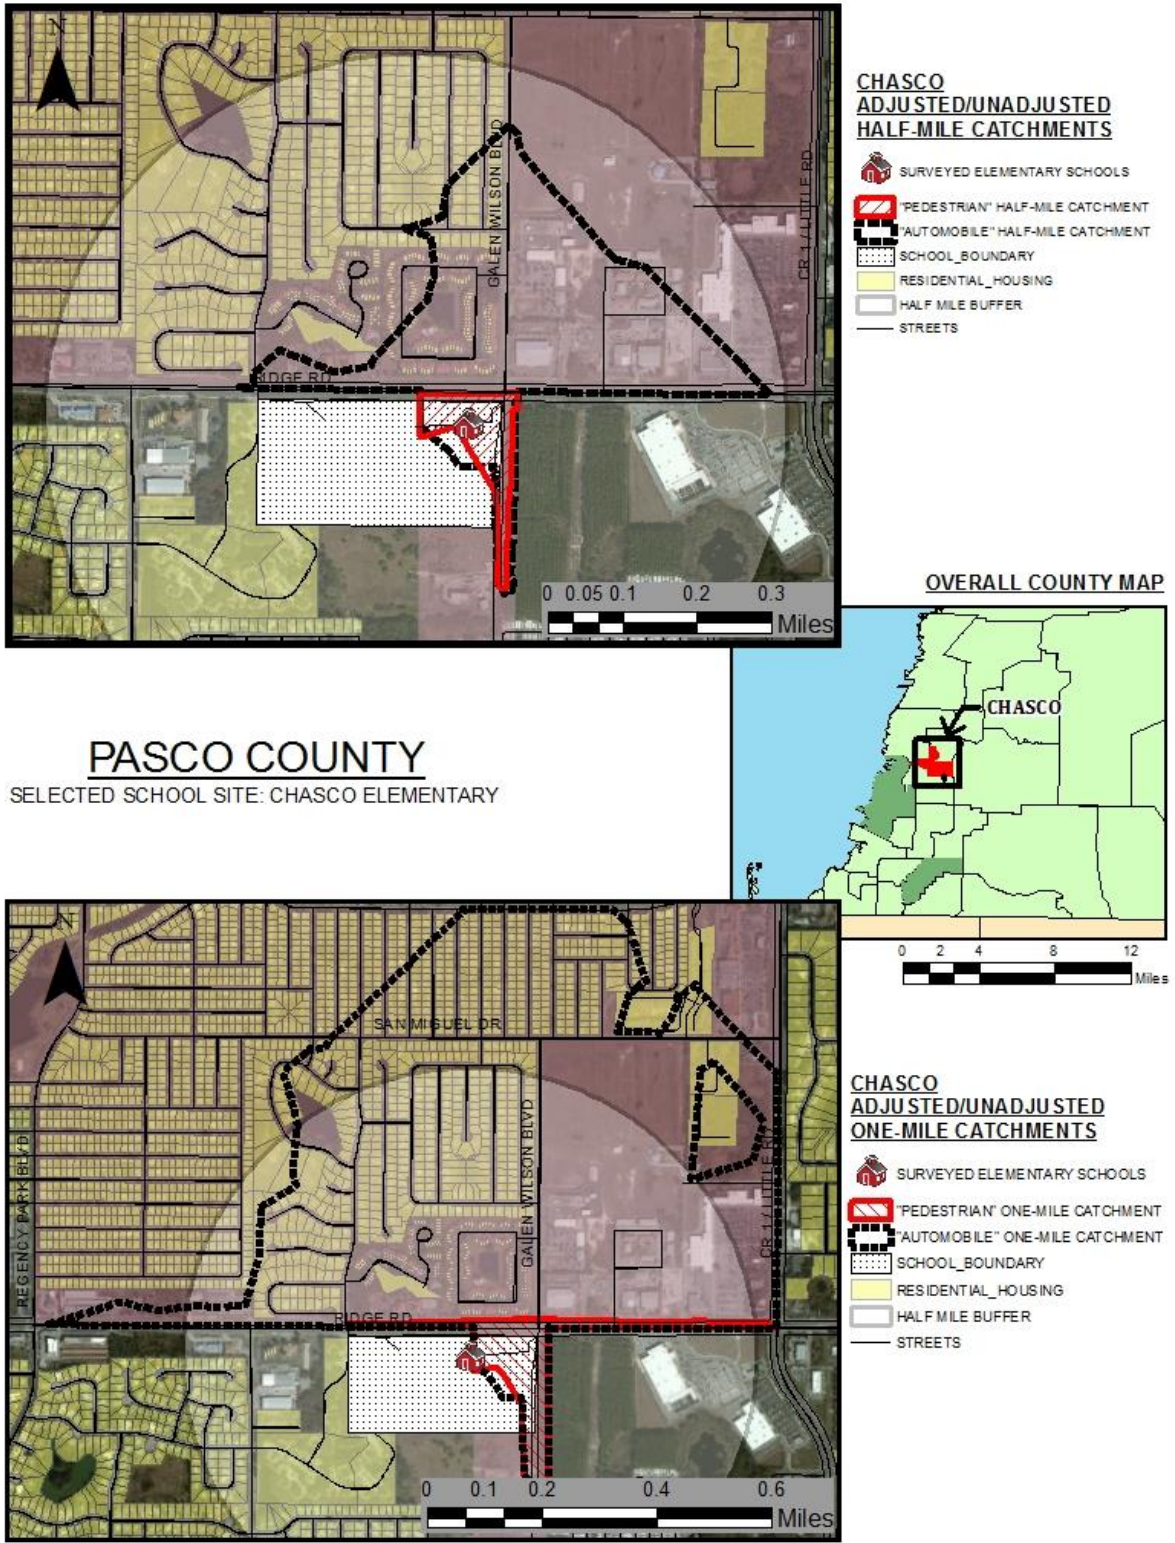 N
GALEN WILSON BLVD
CR 1 / LITTLE RD
RIDGE RD
0 0.05 0.1 0.2 0.3
Miles
CHASCO
ADJUSTED/UNADJUSTED
HALF-MILE CATCHMENTS
SURVEYED ELEMENTARY SCHOOLS
"PEDESTRIAN" HALF-MILE CATCHMENT
"AUTOMOBILE" HALF-MILE CATCHMENT
SCHOOL_BOUNDARY
RESIDENTIAL_HOUSING
HALF MILE BUFFER
STREETS
OVERALL COUNTY MAP
CHASCO
0 2 4 8 12
Miles
PASCO COUNTY
SELECTED SCHOOL SITE: CHASCO ELEMENTARY
N
SAN MIGUEL DR
REGENCY PARK BLVD
GALEN WILSON BLVD
CR 1 / LITTLE RD
RIDGE RD
0 0.1 0.2 0.4 0.6
Miles
CHASCO
ADJUSTED/UNADJUSTED
ONE-MILE CATCHMENTS
SURVEYED ELEMENTARY SCHOOLS
"PEDESTRIAN" ONE-MILE CATCHMENT
"AUTOMOBILE" ONE-MILE CATCHMENT
SCHOOL_BOUNDARY
RESIDENTIAL_HOUSING
HALF MILE BUFFER
STREETS